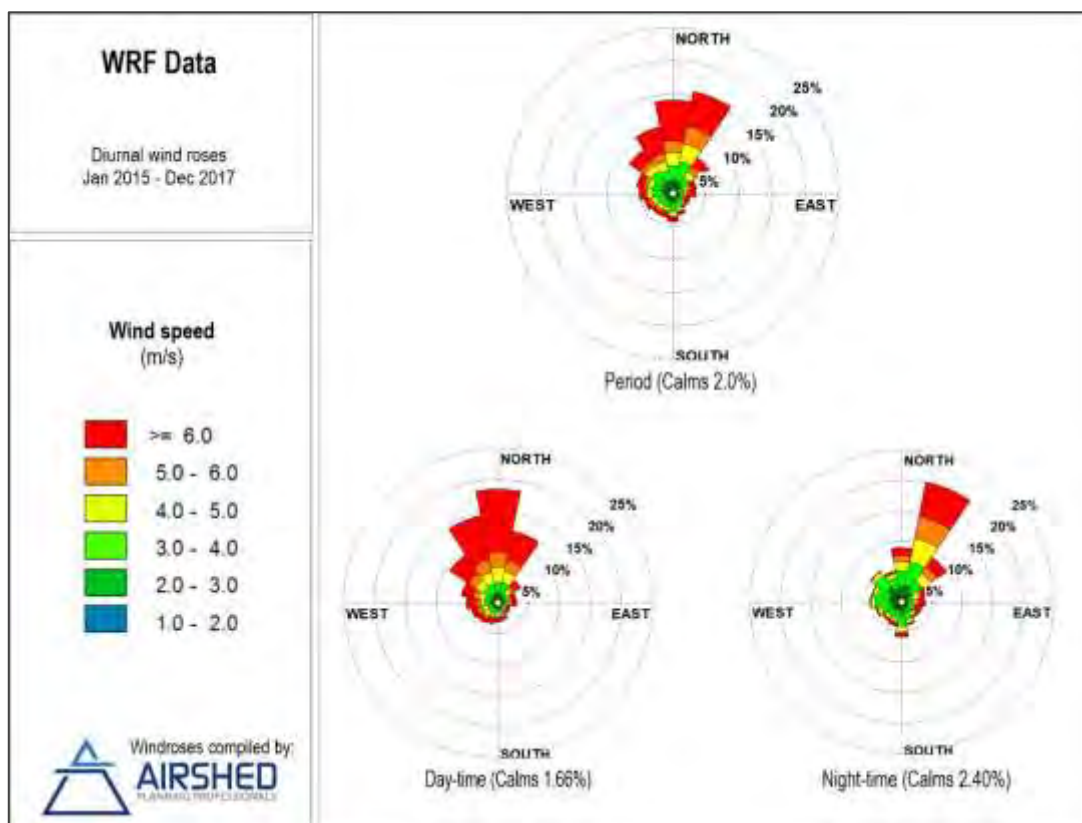 WRF Data
Diurnal wind roses
Jan 2015 - Dec 2017
Wind speed
(m/s)
>= 6.0
5.0 - 6.0
4.0 - 5.0
3.0 - 4.0
2.0 - 3.0
1.0 - 2.0
Windroses compiled by:
AIRSHED
PLANNING PROFESSIONALS
NORTH
25%
20%
15%
10%
5%
WEST
EAST
SOUTH
Period (Calms 2.0%)
NORTH
25%
20%
15%
10%
5%
WEST
EAST
SOUTH
Day-time (Calms 1.66%)
NORTH
25%
20%
15%
10%
5%
WEST
EAST
SOUTH
Night-time (Calms 2.40%)